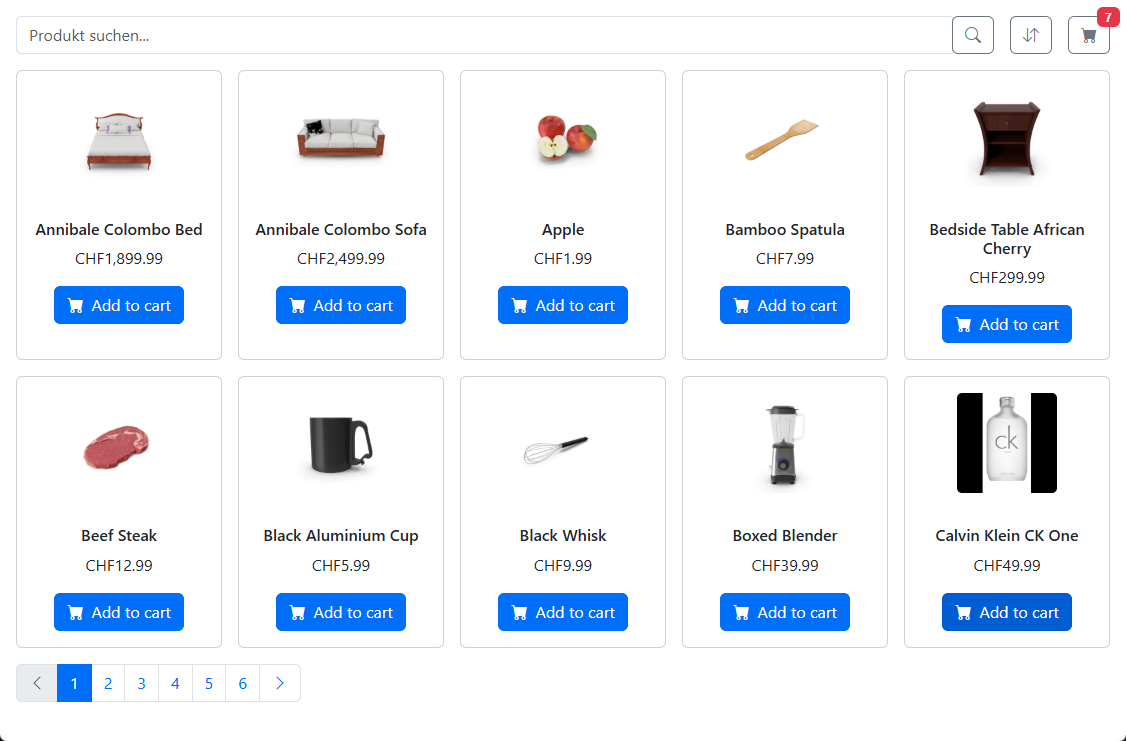 Produkt suchen...
7
Annibale Colombo Bed
CHF1,899.99
Add to cart
Annibale Colombo Sofa
CHF2,499.99
Add to cart
Apple
CHF1.99
Add to cart
Bamboo Spatula
CHF7.99
Add to cart
Bedside Table African
Cherry
CHF299.99
Add to cart
Beef Steak
CHF12.99
Add to cart
Black Aluminium Cup
CHF5.99
Add to cart
Black Whisk
CHF9.99
Add to cart
Boxed Blender
CHF39.99
Add to cart
ck
Calvin Klein CK One
CHF49.99
Add to cart
1 2 3 4 5 6